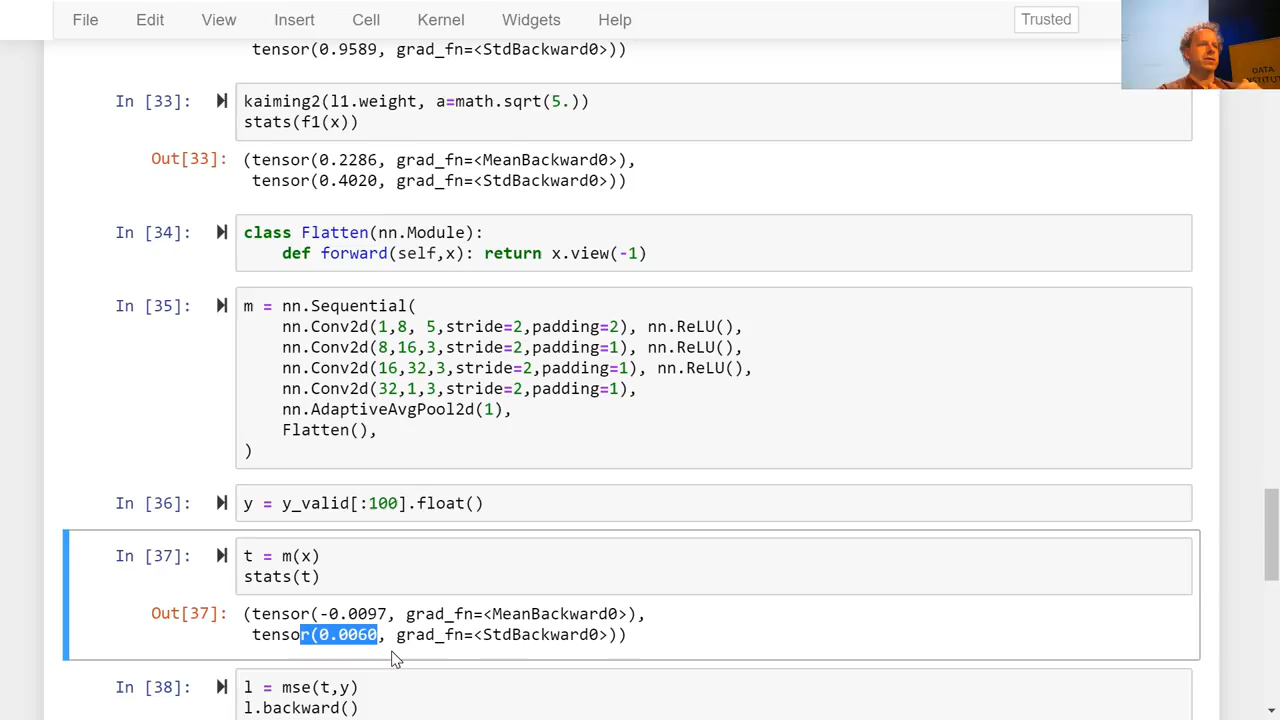 File Edit View Insert Cell Kernel Widgets Help Trusted
DATA
INSTITUTE
tensor(0.9589, grad_fn=<StdBackward0>))
In [33]: kaiming2(l1.weight, a=math.sqrt(5.))
stats(f1(x))
Out[33]: (tensor(0.2286, grad_fn=<MeanBackward0>),
tensor(0.4020, grad_fn=<StdBackward0>))
In [34]: class Flatten(nn.Module):
def forward(self,x): return x.view(-1)
In [35]: m = nn.Sequential(
nn.Conv2d(1,8, 5,stride=2,padding=2), nn.ReLU(),
nn.Conv2d(8,16,3,stride=2,padding=1), nn.ReLU(),
nn.Conv2d(16,32,3,stride=2,padding=1), nn.ReLU(),
nn.Conv2d(32,1,3,stride=2,padding=1),
nn.AdaptiveAvgPool2d(1),
Flatten(),
)
In [36]: y = y_valid[:100].float()
In [37]: t = m(x)
stats(t)
Out[37]: (tensor(-0.0097, grad_fn=<MeanBackward0>),
tensor(0.0060, grad_fn=<StdBackward0>))
In [38]: l = mse(t,y)
l.backward()